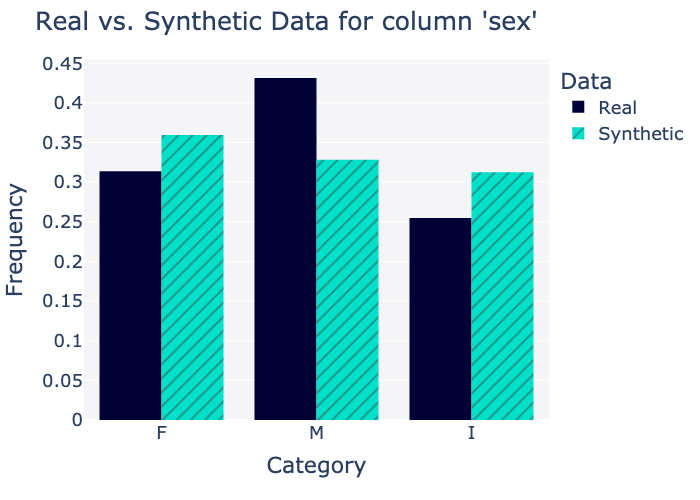 Real vs. Synthetic Data for column 'sex'
0.45
0.4
0.35
0.3
0.25
0.2
0.15
0.1
0.05
0
Frequency
F M I
Category
Data
Real
Synthetic